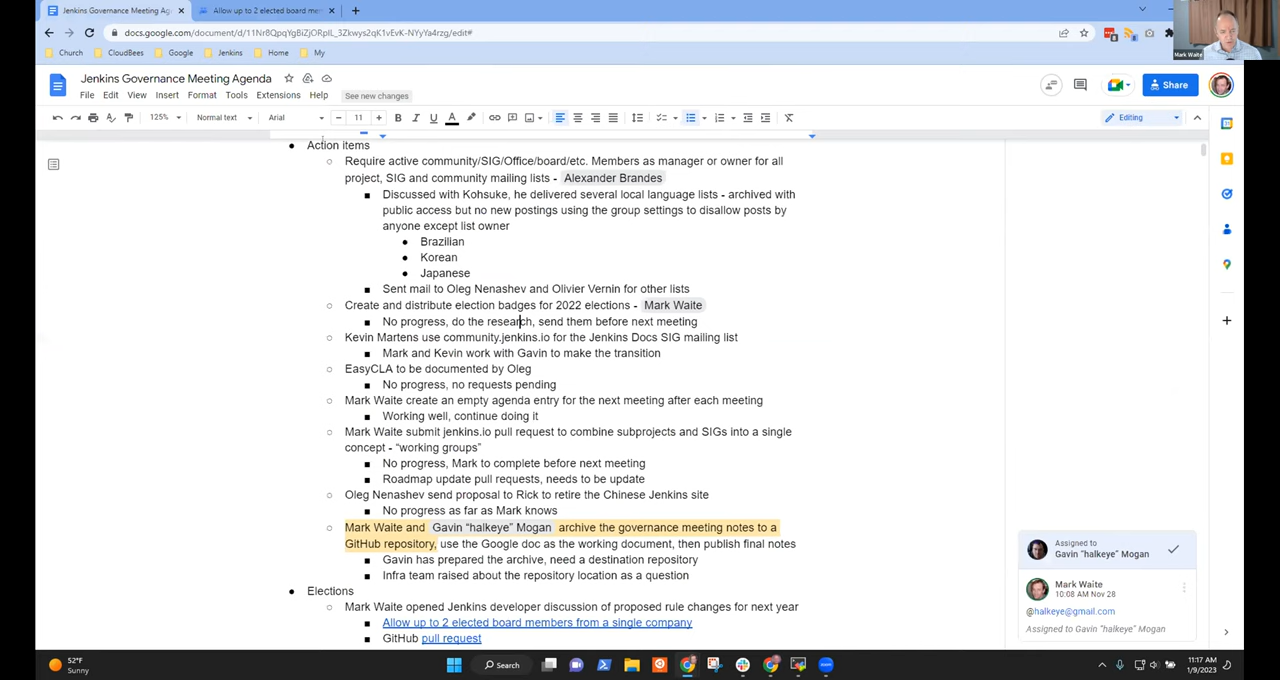 Jenkins Governance Meeting Age
Allow up to 2 elected board mem
docs.google.com/document/d/11Nr8QpqYgBiZjORplL_3Zkwys2qK1vEvK-NYyYa4rzg/edit#
Church
CloudBees
Google
Jenkins
Home
My
Mark Waite
Jenkins Governance Meeting Agenda
File Edit View Insert Format Tools Extensions Help
See new changes
Share
125%
Normal text
Arial
11
Editing
Action items
Require active community/SIG/Office/board/etc. Members as manager or owner for all
project, SIG and community mailing lists - Alexander Brandes
Discussed with Kohsuke, he delivered several local language lists - archived with
public access but no new postings using the group settings to disallow posts by
anyone except list owner
Brazilian
Korean
Japanese
Sent mail to Oleg Nenashev and Olivier Vernin for other lists
Create and distribute election badges for 2022 elections - Mark Waite
No progress, do the research, send them before next meeting
Kevin Martens use community.jenkins.io for the Jenkins Docs SIG mailing list
Mark and Kevin work with Gavin to make the transition
EasyCLA to be documented by Oleg
No progress, no requests pending
Mark Waite create an empty agenda entry for the next meeting after each meeting
Working well, continue doing it
Mark Waite submit jenkins.io pull request to combine subprojects and SIGs into a single
concept - “working groups”
No progress, Mark to complete before next meeting
Roadmap update pull requests, needs to be update
Oleg Nenashev send proposal to Rick to retire the Chinese Jenkins site
No progress as far as Mark knows
Mark Waite and Gavin “halkeye” Mogan archive the governance meeting notes to a
GitHub repository, use the Google doc as the working document, then publish final notes
Gavin has prepared the archive, need a destination repository
Infra team raised about the repository location as a question
Elections
Mark Waite opened Jenkins developer discussion of proposed rule changes for next year
Allow up to 2 elected board members from a single company
GitHub pull request
Assigned to
Gavin “halkeye” Mogan
Mark Waite
10:08 AM Nov 28
@halkeye@gmail.com
Assigned to Gavin “halkeye” Mogan
52°F
Sunny
Search
11:17 AM
1/9/2023